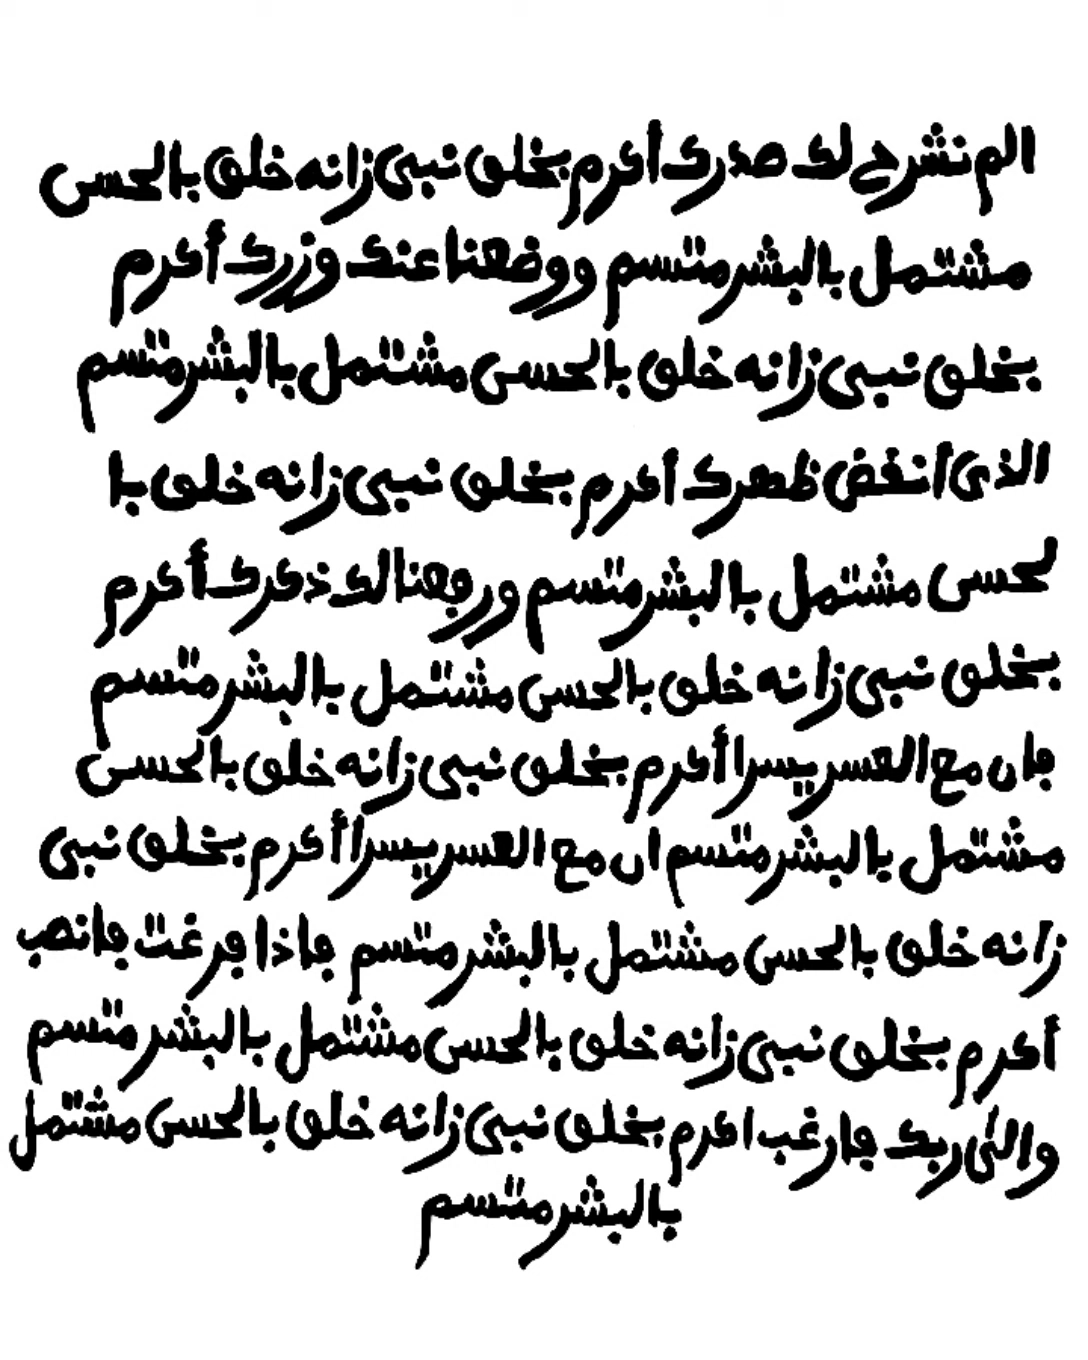 الم نشرح لك صدرك أكرم بخلق نبي زانه خلق بالحسن
مشتمل بالبشر متسم ووضعنا عنك وزرك أكرم
بخلق نبي زانه خلق بالحسن مشتمل بالبشر متسم
الذي أنقض ظهرك أكرم بخلق نبي زانه خلق با
لحسن مشتمل بالبشر متسم ورفعنا لك ذكرك أكرم
بخلق نبي زانه خلق بالحسن مشتمل بالبشر متسم
فان مع العسر يسرا أكرم بخلق نبي زانه خلق بالحسن
مشتمل بالبشر متسم ان مع العسر يسرا أكرم بخلق نبي
زانه خلق بالحسن مشتمل بالبشر متسم فاذا فرغت فانصب
أكرم بخلق نبي زانه خلق بالحسن مشتمل بالبشر متسم
والى ربك فارغب اكرم بخلق نبي زانه خلق بالحسن مشتمل
بالبشر متسم